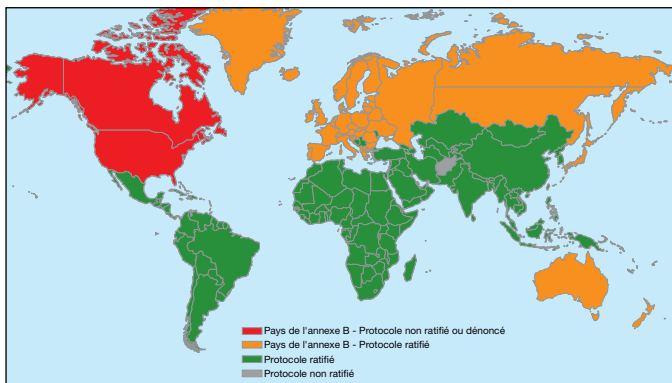 Pays de l'annexe B - Protocole non ratifié ou dénoncé
Pays de l'annexe B - Protocole ratifié
Protocole ratifié
Protocole non ratifié